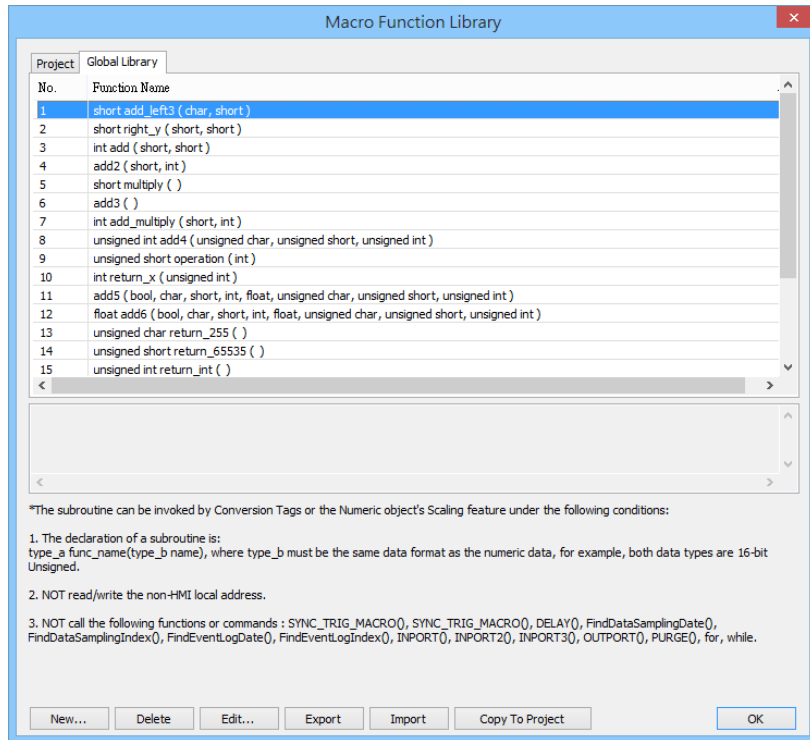 Macro Function Library
Project Global Library
No. Function Name
1 short add_left3 ( char, short )
2 short right_y ( short, short )
3 int add ( short, short )
4 add2 ( short, int )
5 short multiply ( )
6 add3 ( )
7 int add_multiply ( short, int )
8 unsigned int add4 ( unsigned char, unsigned short, unsigned int )
9 unsigned short operation ( int )
10 int return_x ( unsigned int )
11 add5 ( bool, char, short, int, float, unsigned char, unsigned short, unsigned int )
12 float add6 ( bool, char, short, int, float, unsigned char, unsigned short, unsigned int )
13 unsigned char return_255 ( )
14 unsigned short return_65535 ( )
15 unsigned int return_int ( )
*The subroutine can be invoked by Conversion Tags or the Numeric object's Scaling feature under the following conditions:
1. The declaration of a subroutine is:
type_a func_name(type_b name), where type_b must be the same data format as the numeric data, for example, both data types are 16-bit
Unsigned.
2. NOT read/write the non-HMI local address.
3. NOT call the following functions or commands : SYNC_TRIG_MACRO(), SYNC_TRIG_MACRO(), DELAY(), FindDataSamplingDate(),
FindDataSamplingIndex(), FindEventLogDate(), FindEventLogIndex(), INPORT(), INPORT2(), INPORT3(), OUTPORT(), PURGE(), for, while.
New... Delete Edit... Export Import Copy To Project OK